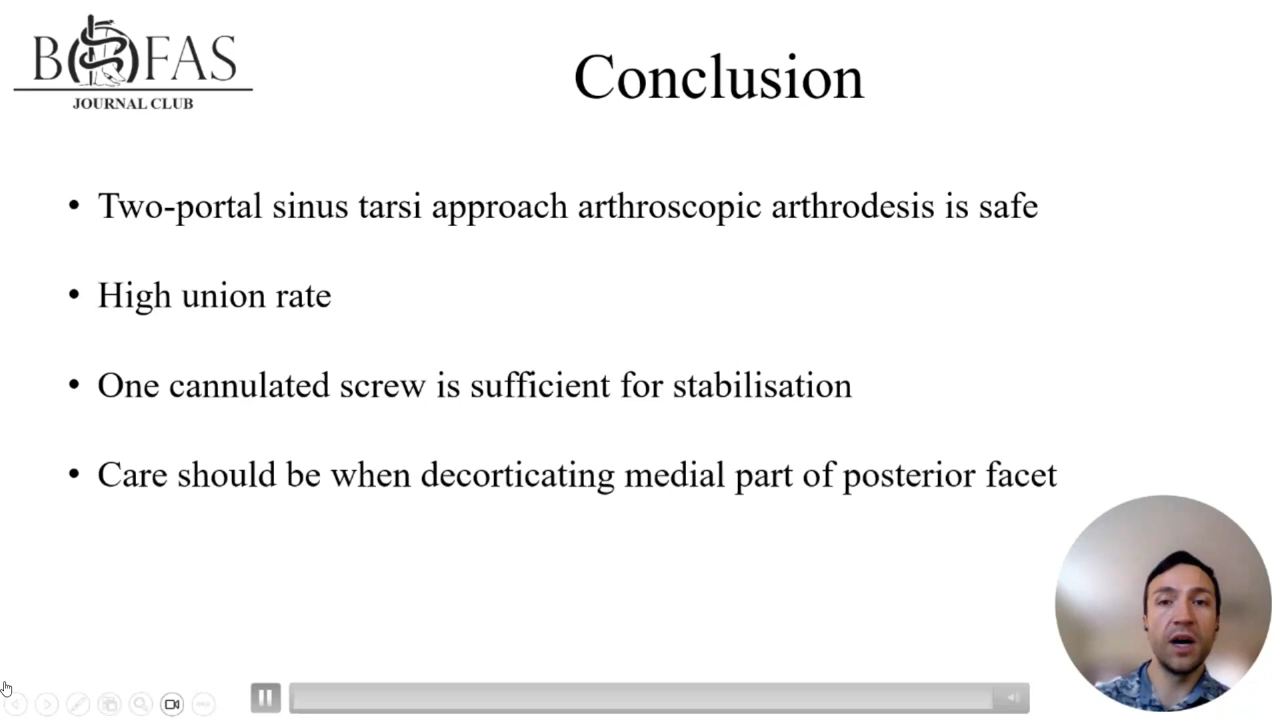 BOFAS
JOURNAL CLUB
Conclusion
• Two-portal sinus tarsi approach arthroscopic arthrodesis is safe
• High union rate
• One cannulated screw is sufficient for stabilisation
• Care should be when decorticating medial part of posterior facet